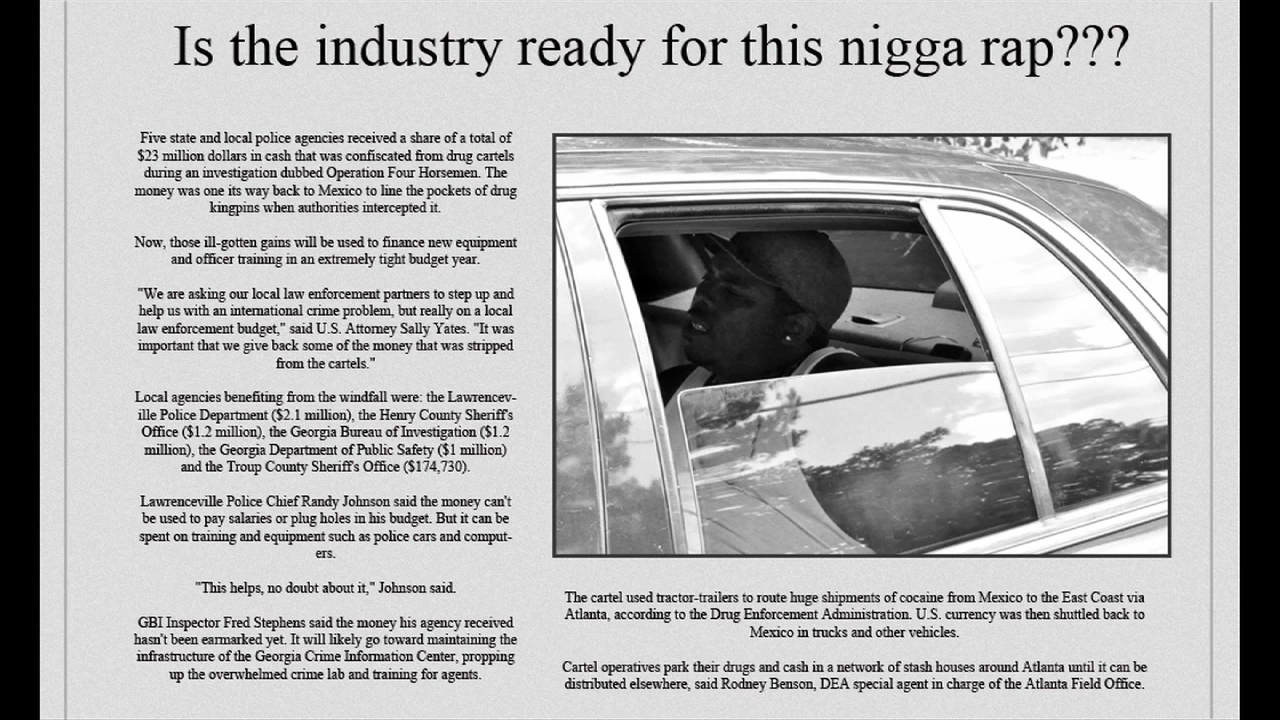 Is the industry ready for this nigga rap???
Five state and local police agencies received a share of a total of
$23 million dollars in cash that was confiscated from drug cartels
during an investigation dubbed Operation Four Horsemen. The
money was one its way back to Mexico to line the pockets of drug
kingpins when authorities intercepted it.
Now, those ill-gotten gains will be used to finance new equipment
and officer training in an extremely tight budget year.
"We are asking our local law enforcement partners to step up and
help us with an international crime problem, but really on a local
law enforcement budget," said U.S. Attorney Sally Yates. "It was
important that we give back some of the money that was stripped
from the cartels."
Local agencies benefiting from the windfall were: the Lawrencev-
ille Police Department ($2.1 million), the Henry County Sheriff's
Office ($1.2 million), the Georgia Bureau of Investigation ($1.2
million), the Georgia Department of Public Safety ($1 million)
and the Troup County Sheriff's Office ($174,730).
Lawrenceville Police Chief Randy Johnson said the money can't
be used to pay salaries or plug holes in his budget. But it can be
spent on training and equipment such as police cars and comput-
ers.
"This helps, no doubt about it," Johnson said.
GBI Inspector Fred Stephens said the money his agency received
hasn't been earmarked yet. It will likely go toward maintaining the
infrastructure of the Georgia Crime Information Center, propping
up the overwhelmed crime lab and training for agents.
The cartel used tractor-trailers to route huge shipments of cocaine from Mexico to the East Coast via
Atlanta, according to the Drug Enforcement Administration. U.S. currency was then shuttled back to
Mexico in trucks and other vehicles.
Cartel operatives park their drugs and cash in a network of stash houses around Atlanta until it can be
distributed elsewhere, said Rodney Benson, DEA special agent in charge of the Atlanta Field Office.